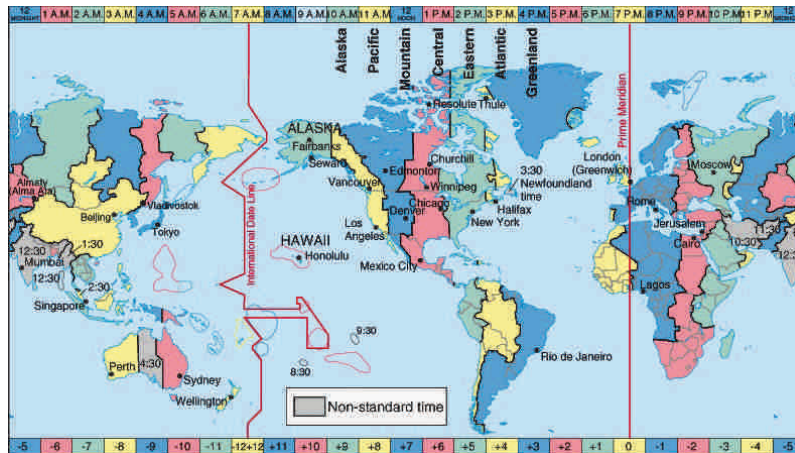 12 MIDNIGHT 1 A.M. 2 A.M. 3 A.M. 4 A.M. 5 A.M. 6 A.M. 7 A.M. 8 A.M. 9 A.M. 10 A.M. 11 A.M. 12 NOON 1 P.M. 2 P.M. 3 P.M. 4 P.M. 5 P.M. 6 P.M. 7 P.M. 8 P.M. 9 P.M. 10 P.M. 11 P.M. 12 MIDNIGHT
Alaska
Pacific
Mountain
Central
Eastern
Atlantic
Greenland
International Date Line
Prime Meridian
Resolute Thule
ALASKA
Fairbanks
Seward
Churchill
Edmonton
Winnipeg
Vancouver
3:30
Newfoundland
time
London
(Greenwich)
Moscow
Almaty
(Alma Ata)
Vladivostok
Beijing
Tokyo
Chicago
Halifax
Denver
New York
Los
Angeles
Rome
Jerusalem
Cairo
11:30
10:30
12:30
1:30
Mumbai
12:30
2:30
Singapore
HAWAII
Honolulu
Mexico City
Lagos
9:30
8:30
Rio de Janeiro
Perth
4:30
Sydney
Wellington
Non-standard time
-5 -6 -7 -8 -9 -10 -11 -12 +12 +11 +10 +9 +8 +7 +6 +5 +4 +3 +2 +1 0 -1 -2 -3 -4 -5